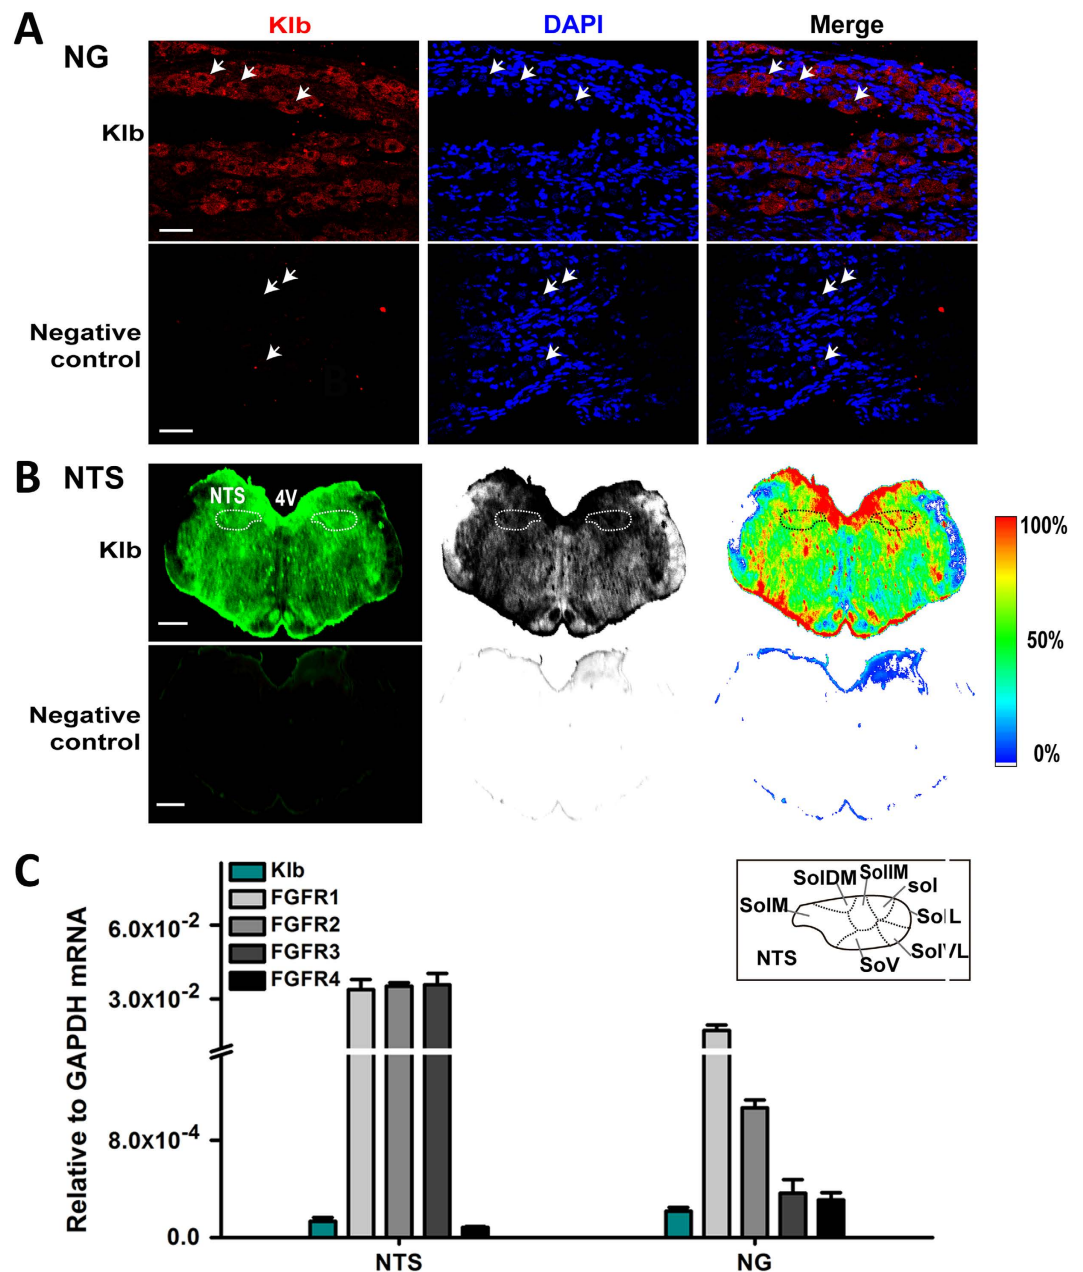 A
Klb
DAPI
Merge
NG
Klb
Negative
control
B
NTS
NTS
4V
Klb
100%
50%
0%
Negative
control
C
Klb
FGFR1
FGFR2
FGFR3
FGFR4
Relative to GAPDH mRNA
6.0x10-2
3.0x10-2
8.0x10-4
0.0
NTS
NG
SolDM
SolIM
sol
SolM
SolL
SolVL
SoV
NTS